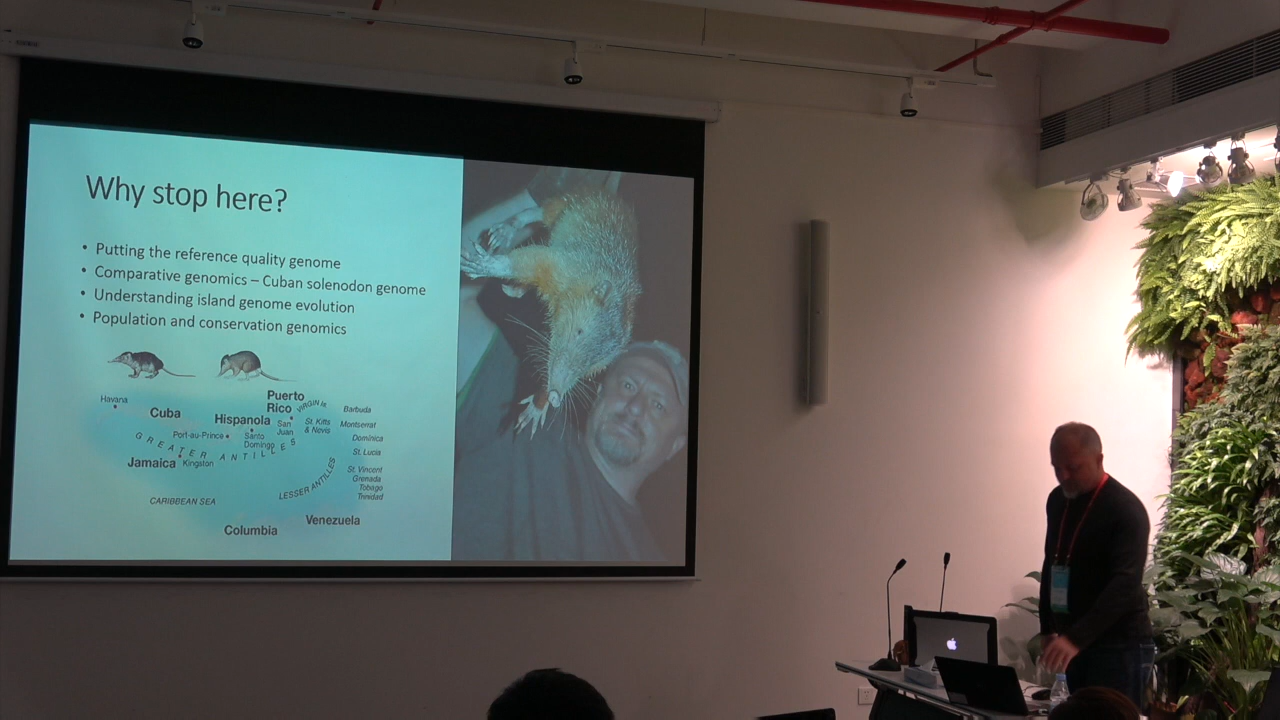 Why stop here?
• Putting the reference quality genome
• Comparative genomics – Cuban solenodon genome
• Understanding island genome evolution
• Population and conservation genomics
Havana
Cuba
Hispanola
Puerto
Rico
VIRGIN IS.
Barbuda
San
Juan
St. Kitts
& Nevis
Montserrat
Port-au-Prince
Santo
Domingo
Dominica
GREATER ANTILLES
St. Lucia
Jamaica
Kingston
St. Vincent
Grenada
Tobago
Trinidad
LESSER ANTILLES
CARIBBEAN SEA
Venezuela
Columbia